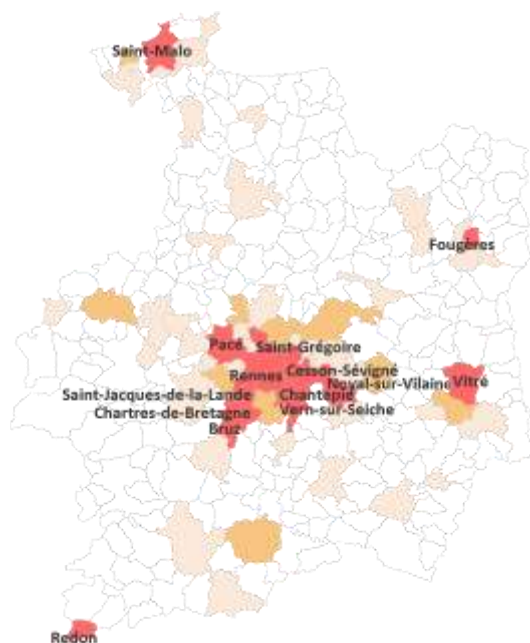 Saint-Malo
Fougères
Pacé
Saint-Grégoire
Rennes
Cesson-Sévigné
Noyal-sur-Vilaine
Vitré
Saint-Jacques-de-la-Lande
Chantepie
Chartres-de-Bretagne
Vern-sur-Seiche
Bruz
Redon